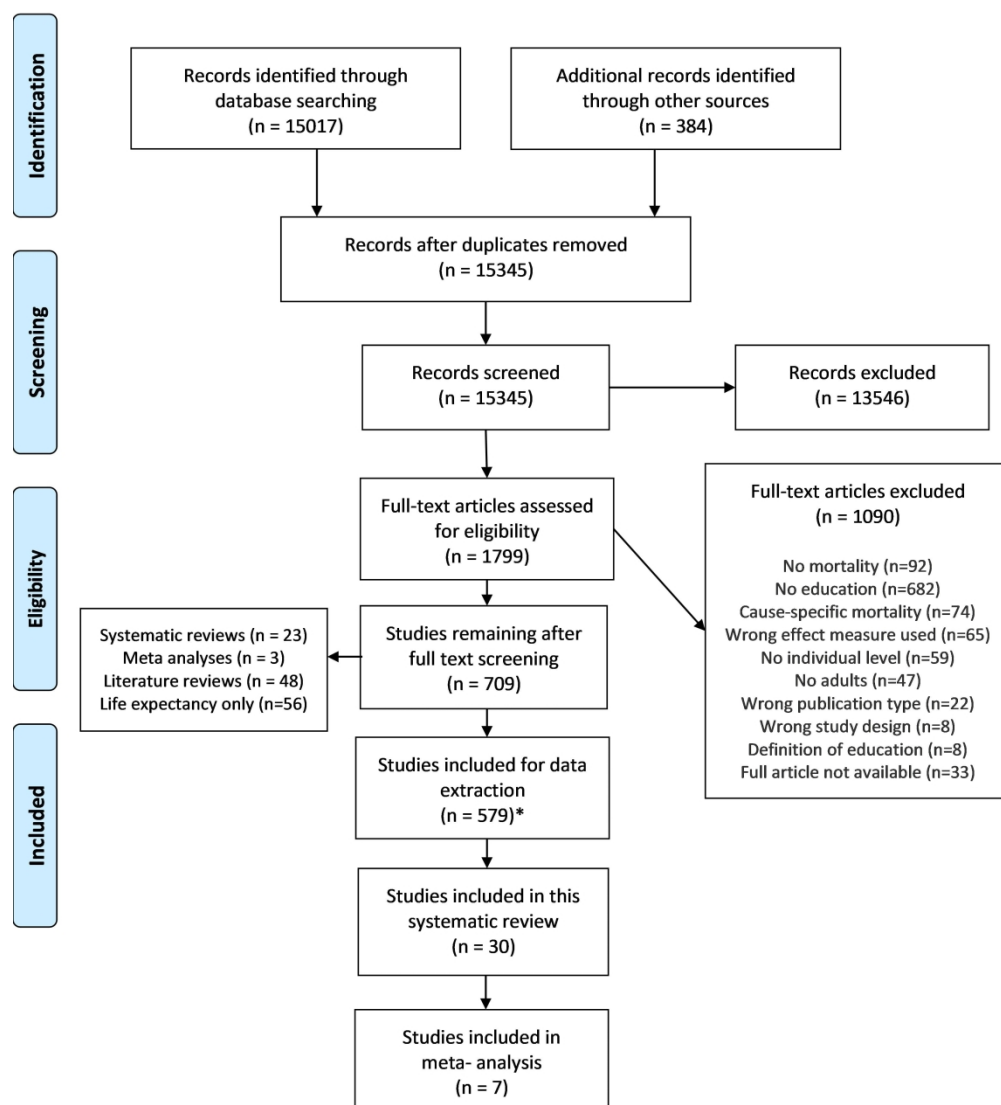 Identification
Records identified through
database searching
(n = 15017)
Additional records identified
through other sources
(n = 384)
Records after duplicates removed
(n = 15345)
Screening
Records screened
(n = 15345)
Records excluded
(n = 13546)
Eligibility
Full-text articles assessed
for eligibility
(n = 1799)
Full-text articles excluded
(n = 1090)
No mortality (n=92)
No education (n=682)
Cause-specific mortality (n=74)
Wrong effect measure used (n=65)
No individual level (n=59)
No adults (n=47)
Wrong publication type (n=22)
Wrong study design (n=8)
Definition of education (n=8)
Full article not available (n=33)
Studies remaining after
full text screening
(n = 709)
Systematic reviews (n = 23)
Meta analyses (n = 3)
Literature reviews (n = 48)
Life expectancy only (n=56)
Included
Studies included for data
extraction
(n = 579)*
Studies included in this
systematic review
(n = 30)
Studies included in
meta- analysis
(n = 7)